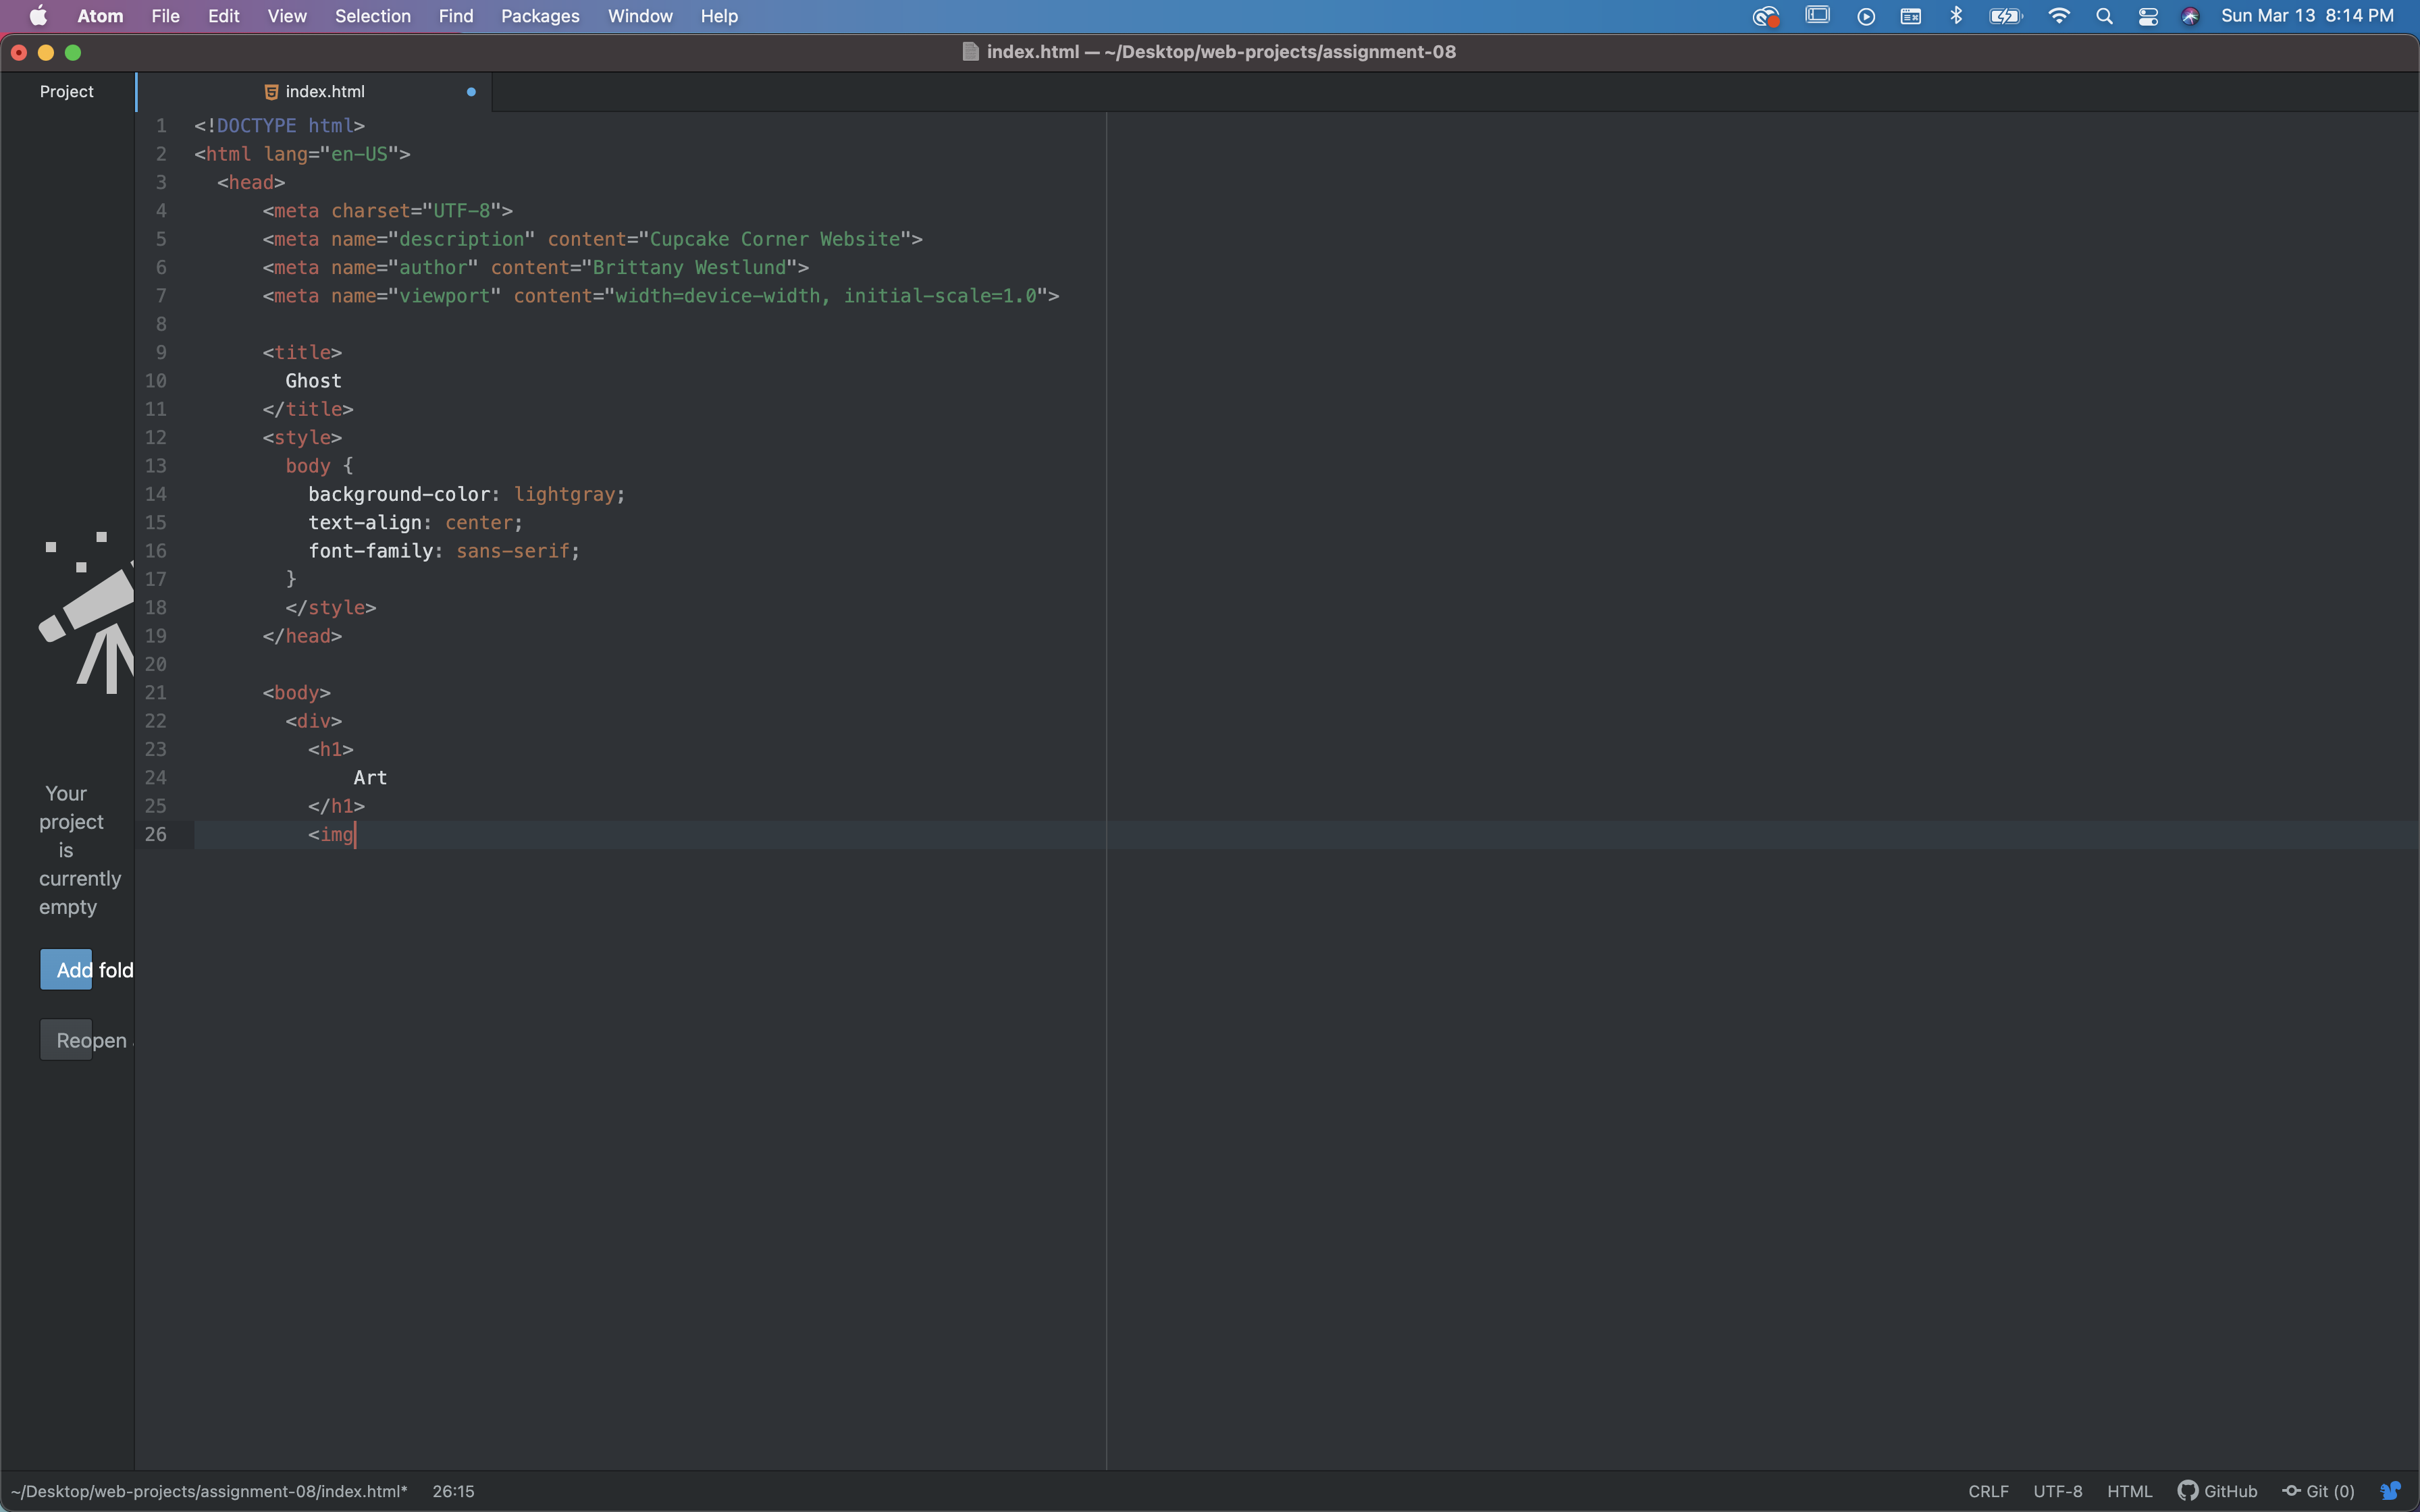 Atom File Edit View Selection Find Packages Window Help Sun Mar 13 8:14 PM
index.html — ~/Desktop/web-projects/assignment-08
Project
index.html
1 <!DOCTYPE html>
2 <html lang="en-US">
3 <head>
4 <meta charset="UTF-8">
5 <meta name="description" content="Cupcake Corner Website">
6 <meta name="author" content="Brittany Westlund">
7 <meta name="viewport" content="width=device-width, initial-scale=1.0">
8
9 <title>
10 Ghost
11 </title>
12 <style>
13 body {
14 background-color: lightgray;
15 text-align: center;
16 font-family: sans-serif;
17 }
18 </style>
19 </head>
20
21 <body>
22 <div>
23 <h1>
24 Art
25 </h1>
26 <img
Your
project
is
currently
empty
Add fold
Reopen
~/Desktop/web-projects/assignment-08/index.html* 26:15 CRLF UTF-8 HTML GitHub Git (0)